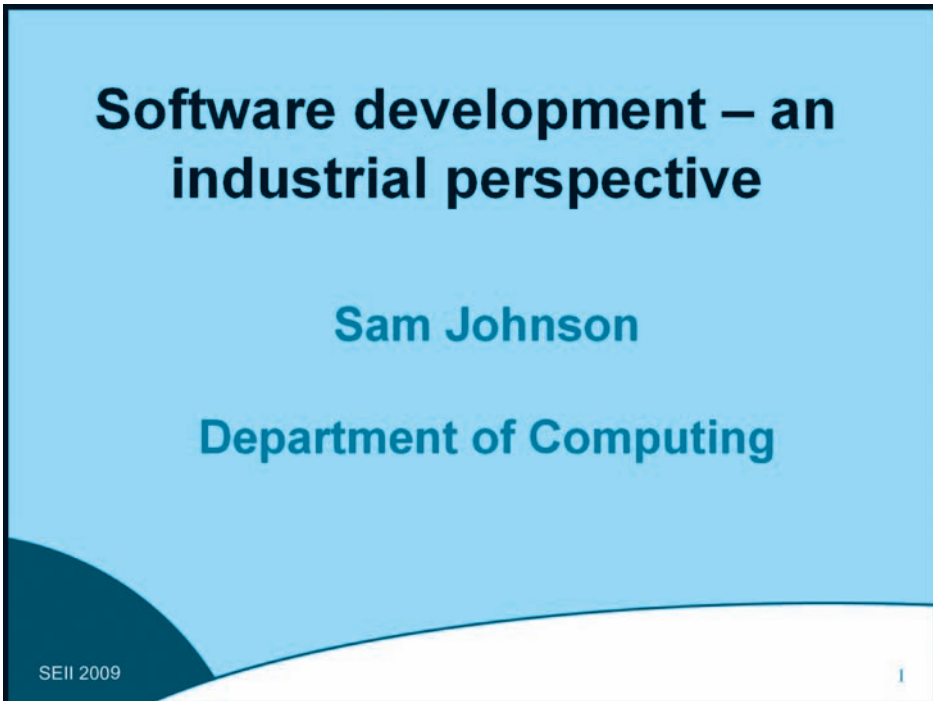 Software development – an
industrial perspective
Sam Johnson
Department of Computing
SEII 2009
1